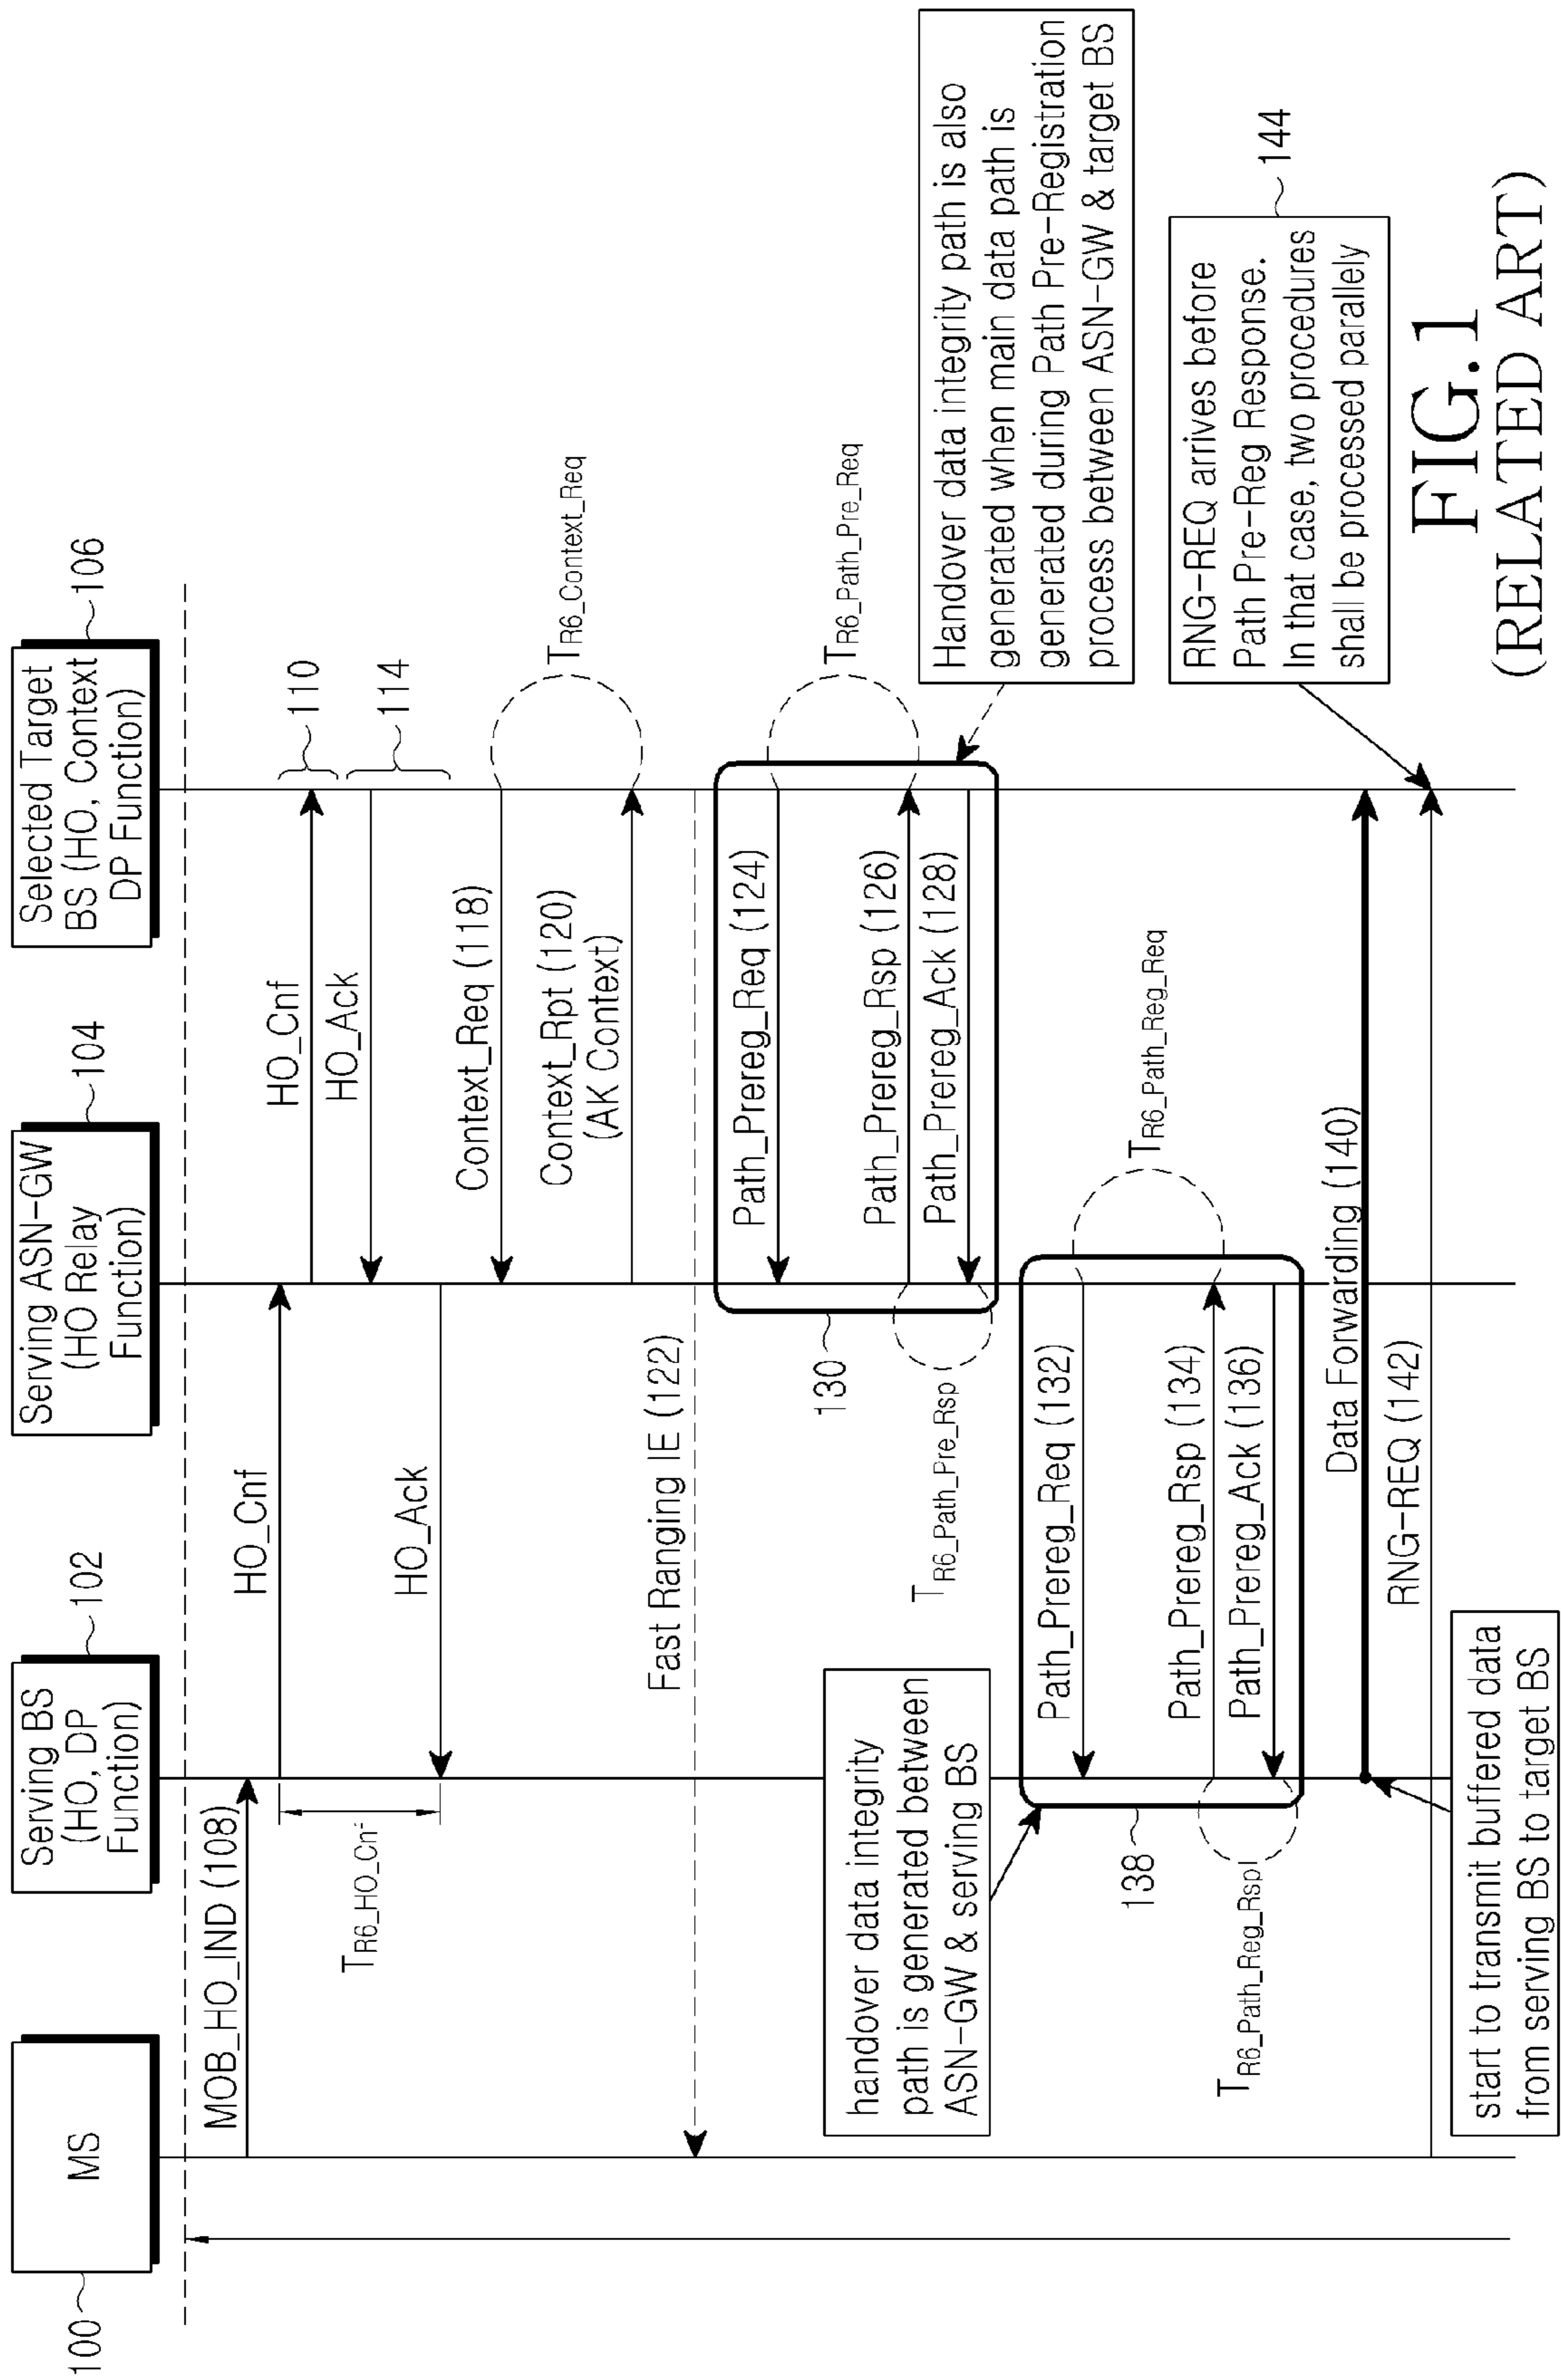 100
MS
Serving BS
(HO, DP
Function)
102
Serving ASN-GW
(HO Relay
Function)
104
Selected Target
BS (HO, Context
DP Function)
106
MOB_HO_IND (108)
HO_Cnf
HO_Cnf
110
HO_Ack
114
HO_Ack
TR6_HO_Cnf
Context_Req (118)
TR6_Context_Req
Context_Rpt (120)
(AK Context)
Fast Ranging IE (122)
Path_Prereg_Req (124)
TR6_Path_Pre_Req
Path_Prereg_Rsp (126)
Path_Prereg_Ack (128)
130
TR6_Path_Pre_Rsp
Handover data integrity path is also
generated when main data path is
generated during Path Pre-Registration
process between ASN-GW & target BS
handover data integrity
path is generated between
ASN-GW & serving BS
Path_Prereg_Req (132)
TR6_Path_Reg_Req
138
Path_Prereg_Rsp (134)
Path_Prereg_Ack (136)
TR6_Path_Reg_Rsp
RNG-REQ arrives before
Path Pre-Reg Response.
In that case, two procedures
shall be processed parallely
144
Data Forwarding (140)
RNG-REQ (142)
start to transmit buffered data
from serving BS to target BS
FIG.1
(RELATED ART)